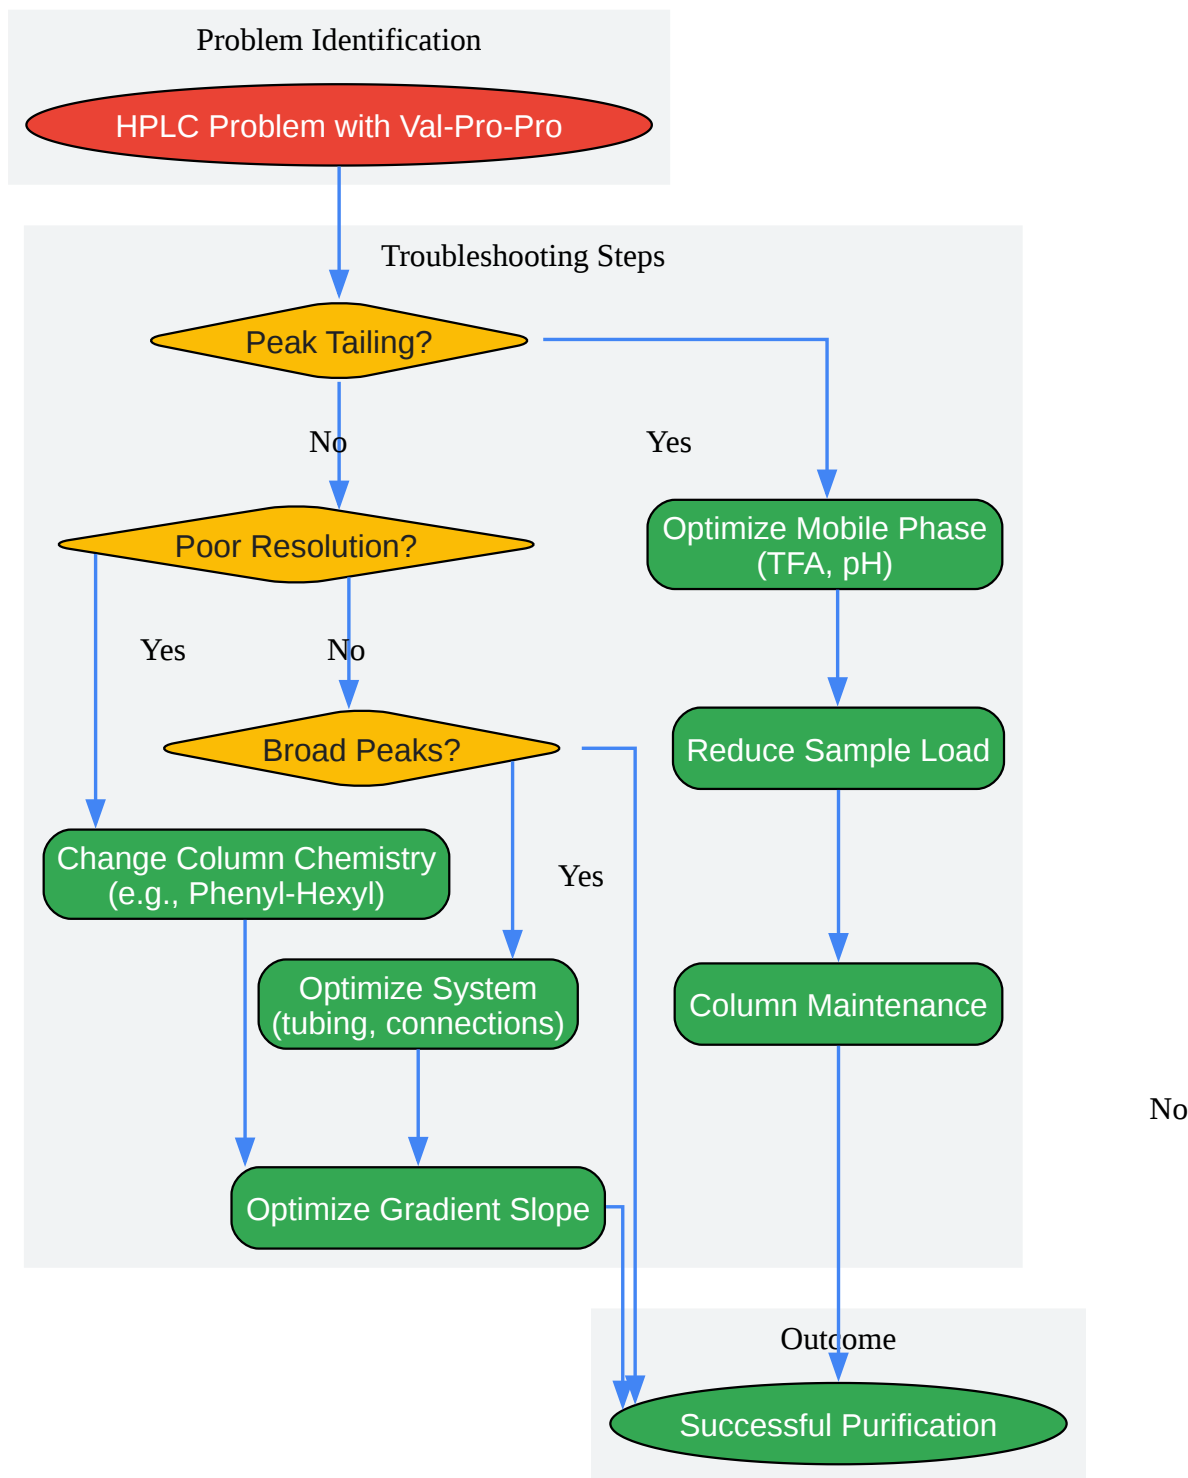 Problem Identification
HPLC Problem with Val-Pro-Pro
Troubleshooting Steps
Peak Tailing?
No
Yes
Poor Resolution?
Optimize Mobile Phase
(TFA, pH)
Yes
No
Broad Peaks?
Reduce Sample Load
Change Column Chemistry
(e.g., Phenyl-Hexyl)
Yes
Optimize System
(tubing, connections)
Column Maintenance
No
Optimize Gradient Slope
Outcome
Successful Purification